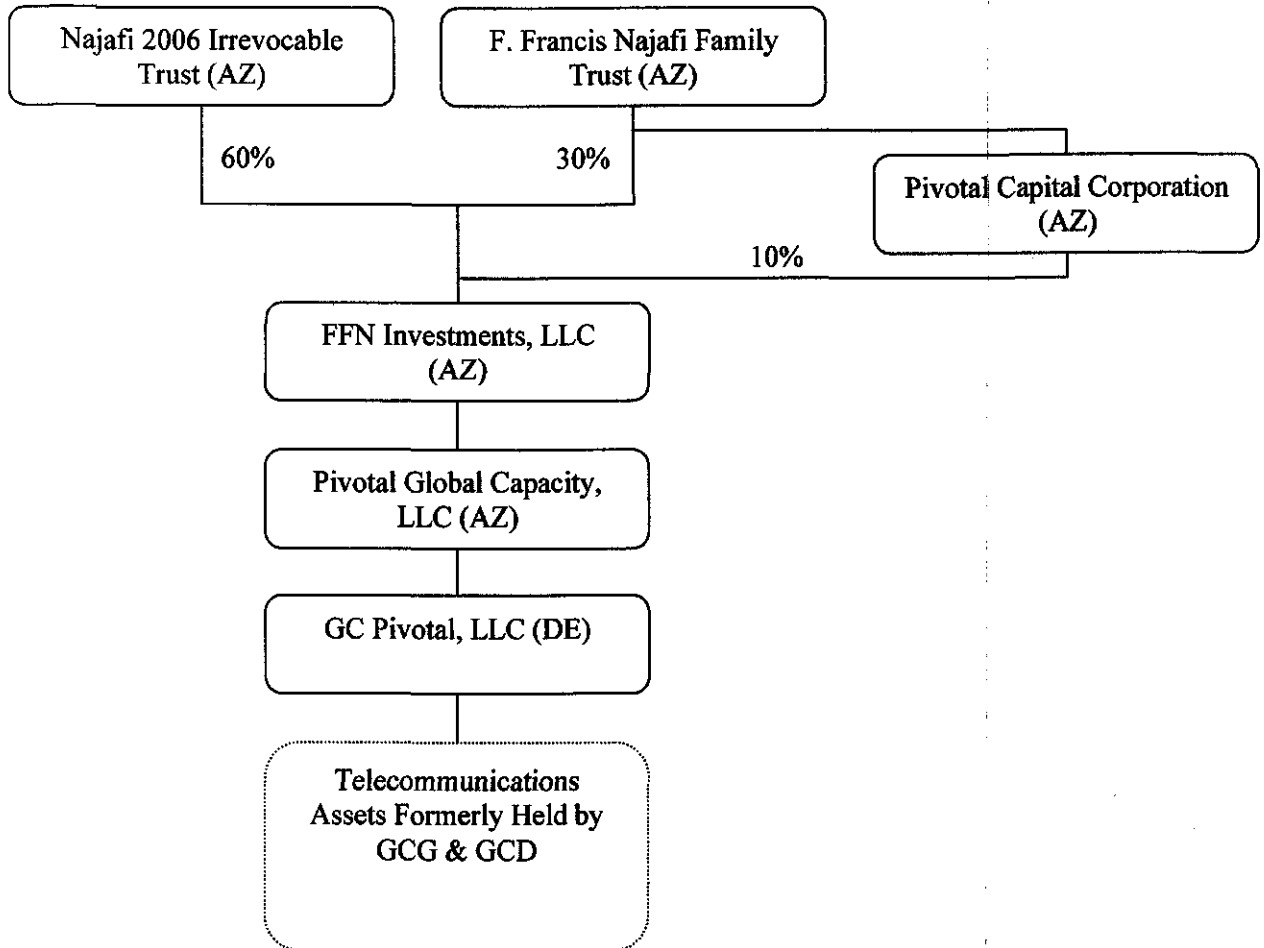 Najafi 2006 Irrevocable
Trust (AZ)
F. Francis Najafi Family
Trust (AZ)
60%
30%
Pivotal Capital Corporation
(AZ)
10%
FFN Investments, LLC
(AZ)
Pivotal Global Capacity,
LLC (AZ)
GC Pivotal, LLC (DE)
Telecommunications
Assets Formerly Held by
GCG & GCD